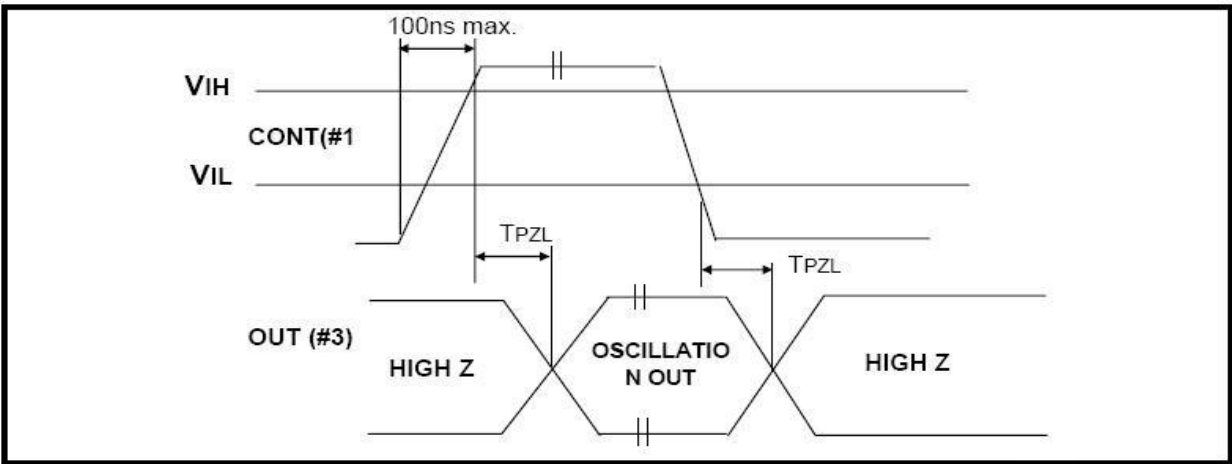 100ns max.
VIH
CONT(#1
VIL
TPZL
TPZL
OUT (#3)
HIGH Z
OSCILLATIO
N OUT
HIGH Z